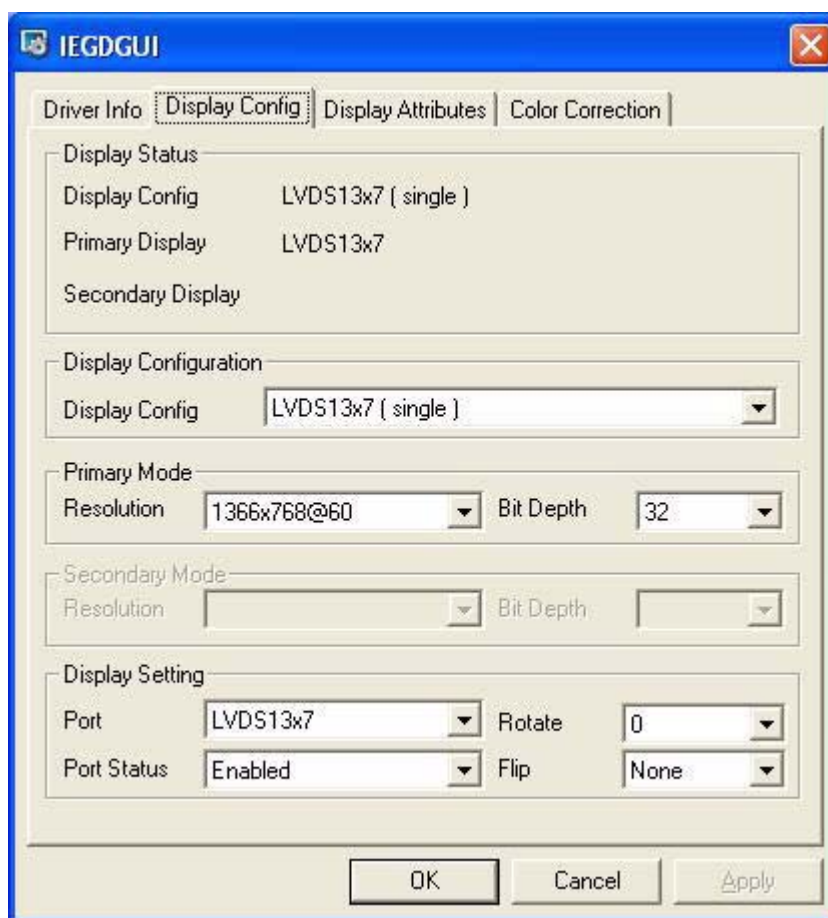 IEGDGUI
Driver Info Display Config Display Attributes Color Correction
Display Status
Display Config LVDS13x7 ( single )
Primary Display LVDS13x7
Secondary Display
Display Configuration
Display Config LVDS13x7 ( single )
Primary Mode
Resolution 1366x768@60 Bit Depth 32
Secondary Mode
Resolution Bit Depth
Display Setting
Port LVDS13x7 Rotate 0
Port Status Enabled Flip None
OK Cancel Apply